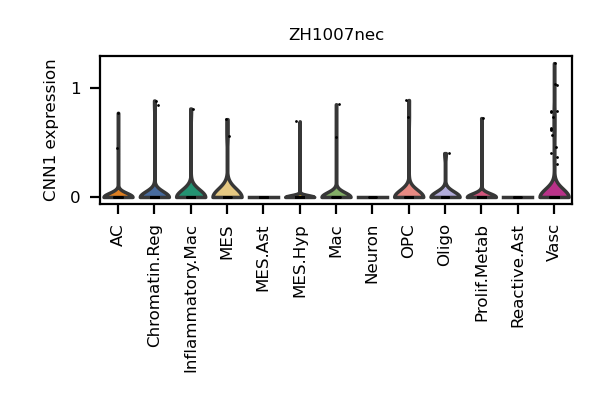 ZH1007nec
CNN1 expression
1
0
AC
Chromatin.Reg
Inflammatory.Mac
MES
MES.Ast
MES.Hyp
Mac
Neuron
OPC
Oligo
Prolif.Metab
Reactive.Ast
Vasc